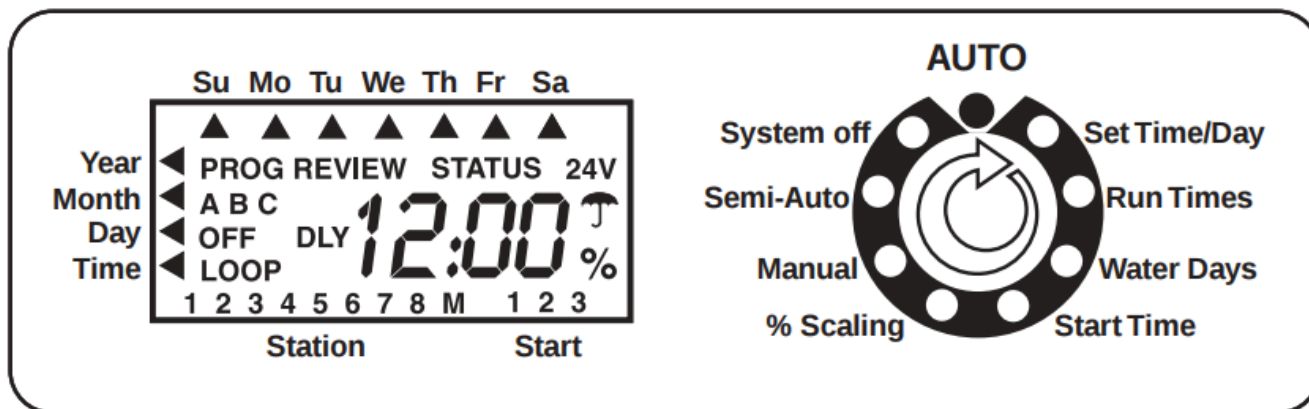 Su Mo Tu We Th Fr Sa
Year
Month
Day
Time
PROG REVIEW STATUS 24V
A B C
OFF
DLY
12:00
LOOP
%
1 2 3 4 5 6 7 8 M 1 2 3
Station Start
AUTO
System off
Set Time/Day
Semi-Auto
Run Times
Manual
Water Days
% Scaling
Start Time